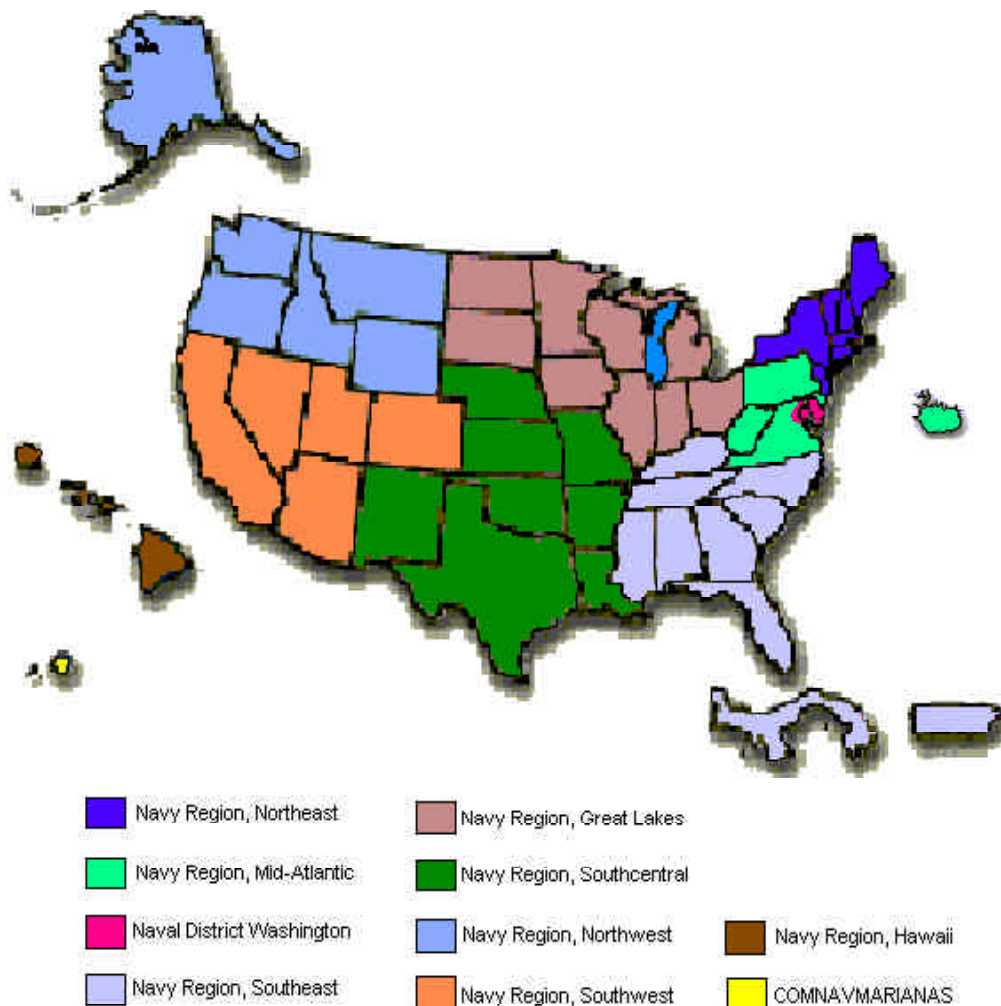 Navy Region, Northeast
Navy Region, Mid-Atlantic
Naval District Washington
Navy Region, Southeast
Navy Region, Great Lakes
Navy Region, Southcentral
Navy Region, Northwest
Navy Region, Southwest
Navy Region, Hawaii
COMNAVMARIANAS